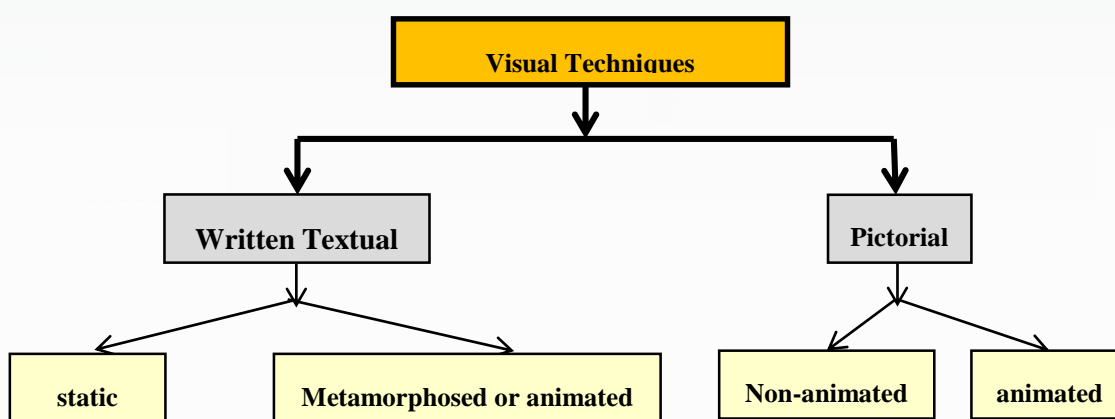 Visual Techniques
Written Textual
Pictorial
static
Metamorphosed or animated
Non-animated
animated